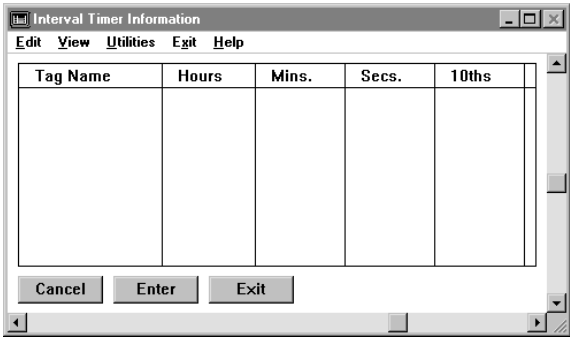 Interval Timer Information
Edit View Utilities Exit Help
Tag Name Hours Mins. Secs. 10ths
Cancel Enter Exit